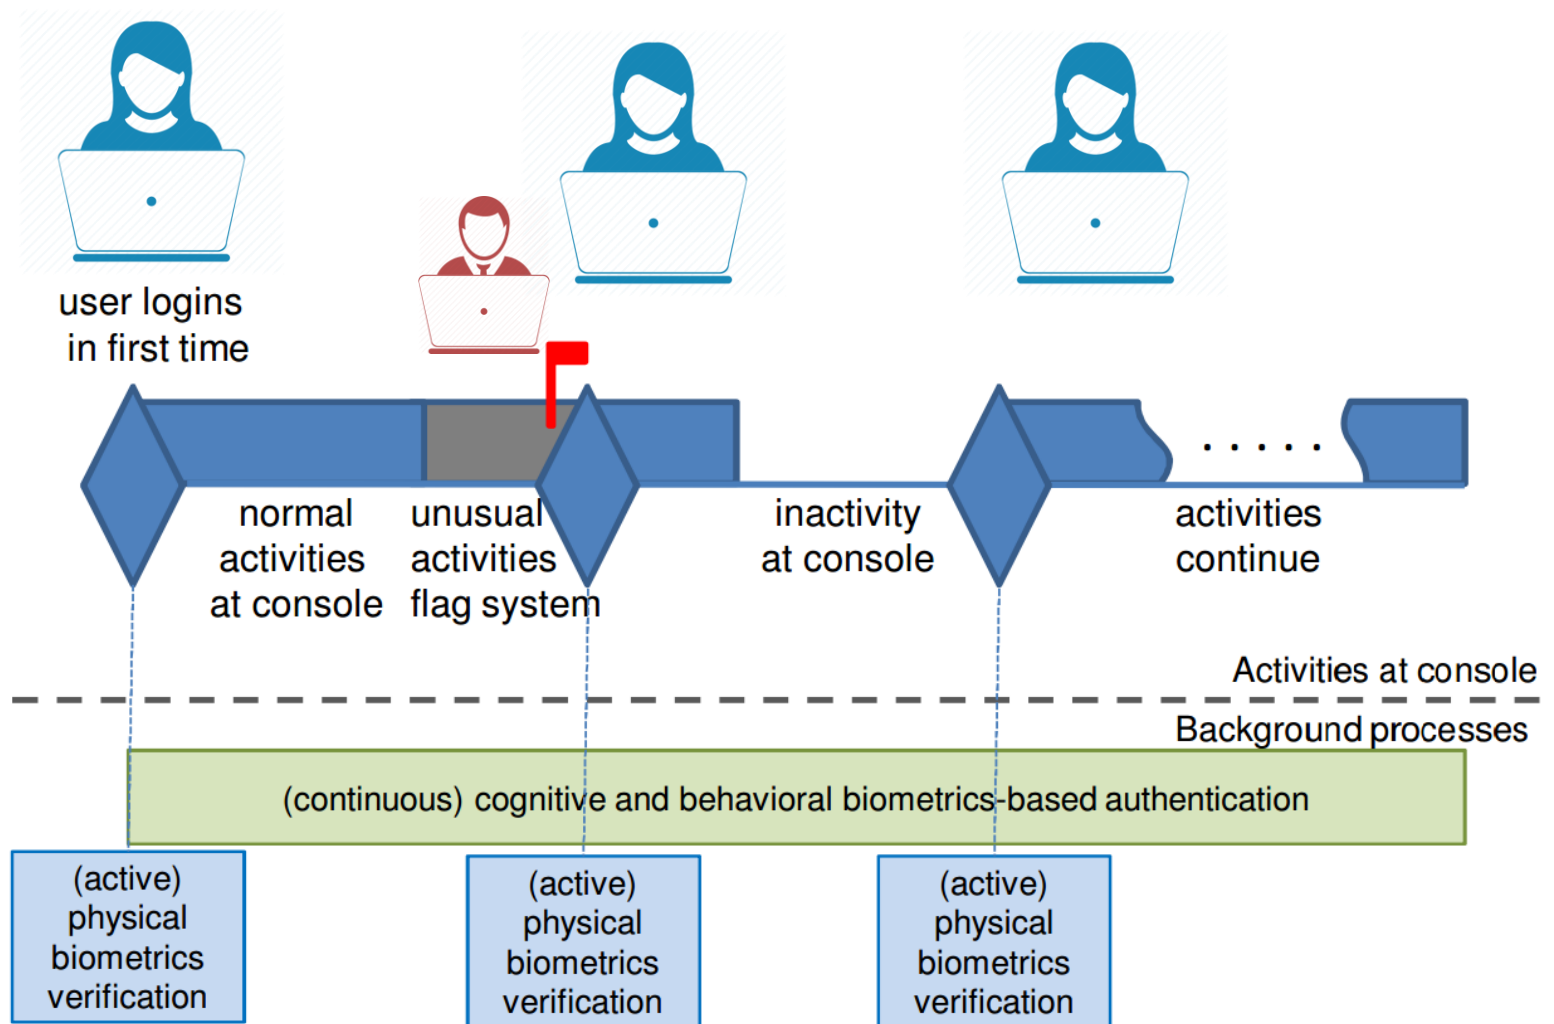 user logins
in first time
normal
activities
at console
unusual
activities
flag system
inactivity
at console
. . . . .
activities
continue
Activities at console
Background processes
(continuous) cognitive and behavioral biometrics-based authentication
(active)
physical
biometrics
verification
(active)
physical
biometrics
verification
(active)
physical
biometrics
verification